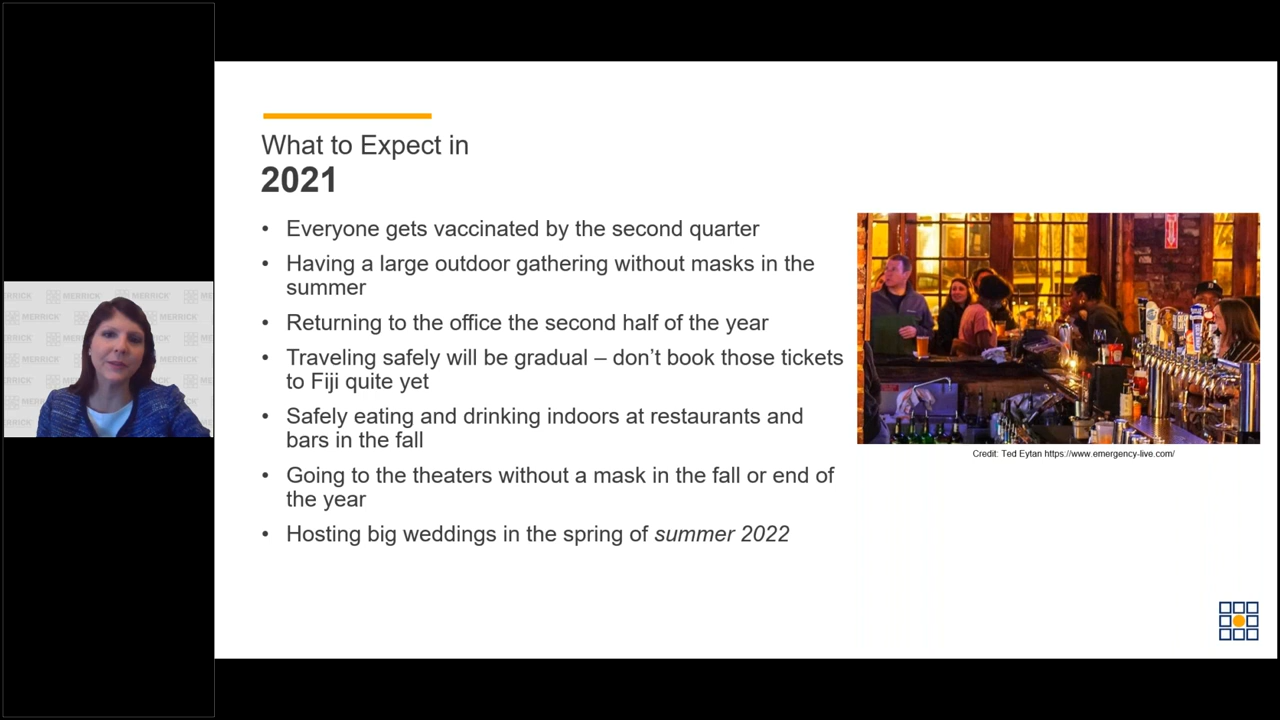 What to Expect in
2021
• Everyone gets vaccinated by the second quarter
• Having a large outdoor gathering without masks in the
summer
• Returning to the office the second half of the year
• Traveling safely will be gradual – don’t book those tickets
to Fiji quite yet
• Safely eating and drinking indoors at restaurants and
bars in the fall
• Going to the theaters without a mask in the fall or end of
the year
• Hosting big weddings in the spring of summer 2022
Credit: Ted Eytan https://www.emergency-live.com/
MERRICK
MERRICK
MERRICK
MERRICK